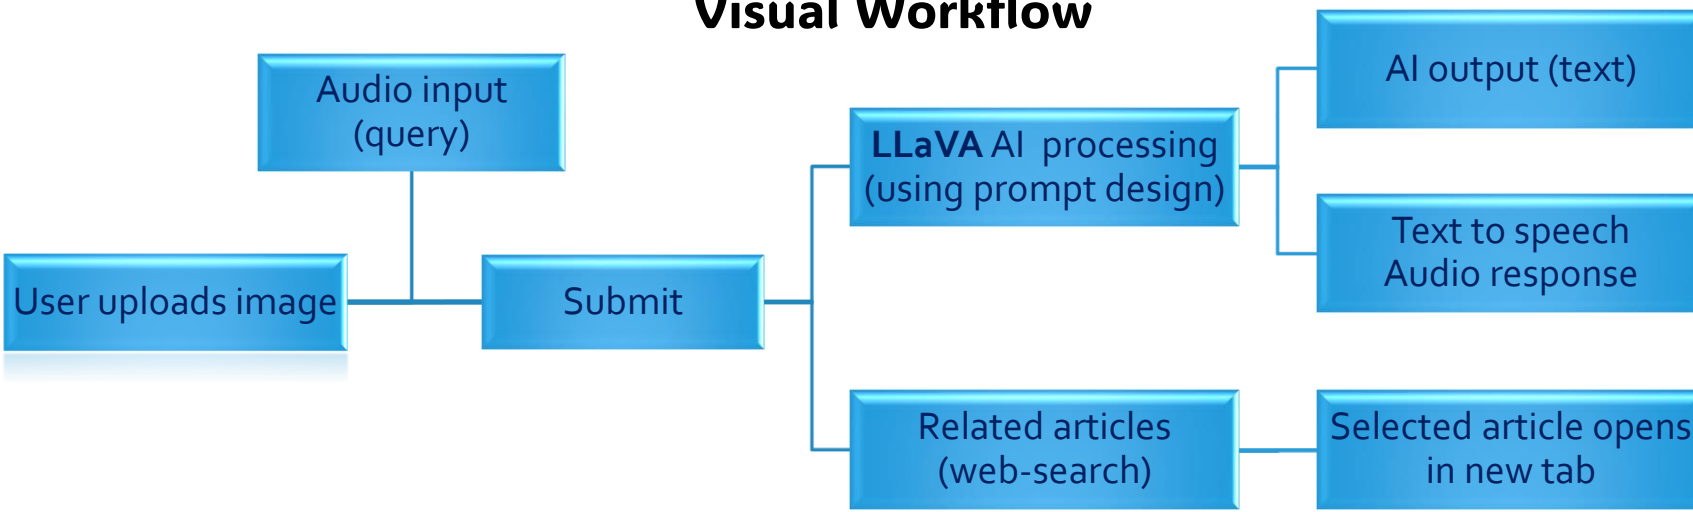 Visual Workflow
Audio input
(query)
User uploads image
Submit
LLaVA AI  processing
(using prompt design)
Related articles
(web-search)
AI output (text)
Text to speech
Audio response
Selected article opens
in new tab